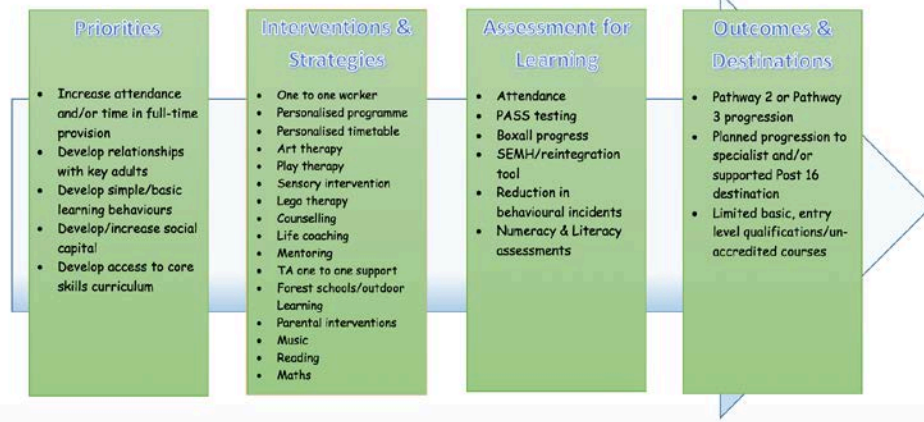 Priorities
• Increase attendance
and/or time in full-time
provision
• Develop relationships
with key adults
• Develop simple/basic
learning behaviours
• Develop/increase social
capital
• Develop access to core
skills curriculum
Interventions &
Strategies
• One to one worker
• Personalised programme
• Personalised timetable
• Art therapy
• Play therapy
• Sensory intervention
• Lego therapy
• Counselling
• Life coaching
• Mentoring
• TA one to one support
• Forest schools/outdoor
Learning
• Parental interventions
• Music
• Reading
• Maths
Assessment for
Learning
• Attendance
• PASS testing
• Boxall progress
• SEMH/reintegration
tool
• Reduction in
behavioural incidents
• Numeracy & Literacy
assessments
Outcomes &
Destinations
• Pathway 2 or Pathway
3 progression
• Planned progression to
specialist and/or
supported Post 16
destination
• Limited basic, entry
level qualifications/un-
accredited courses